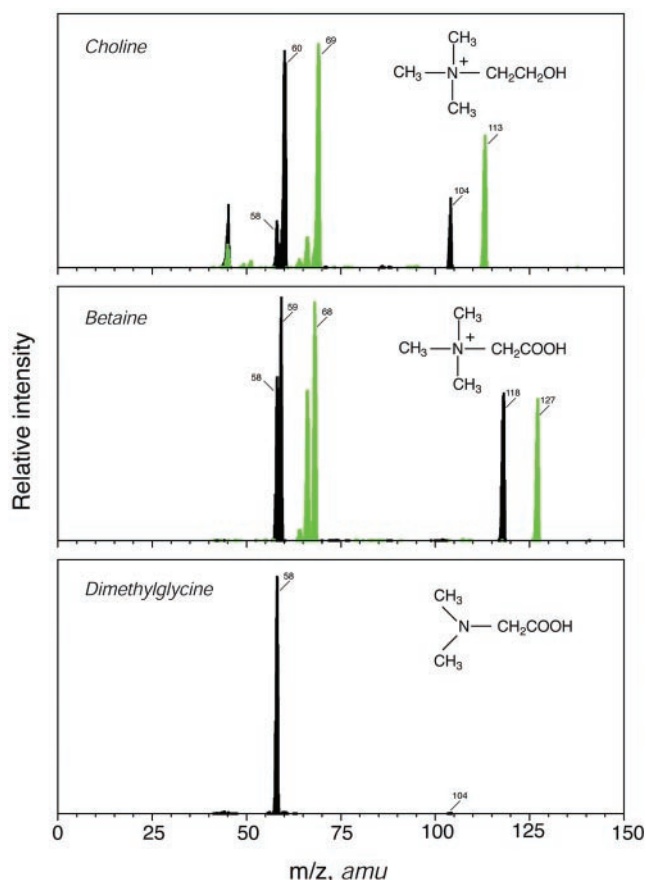 Choline
60
69
CH3
+
CH3
N
CH2CH2OH
CH3
113
104
58
Betaine
59
68
CH3
+
CH3
N
CH2COOH
CH3
58
118
127
Relative intensity
Dimethylglycine
58
CH3
N
CH2COOH
CH3
104
0 25 50 75 100 125 150
m/z, amu